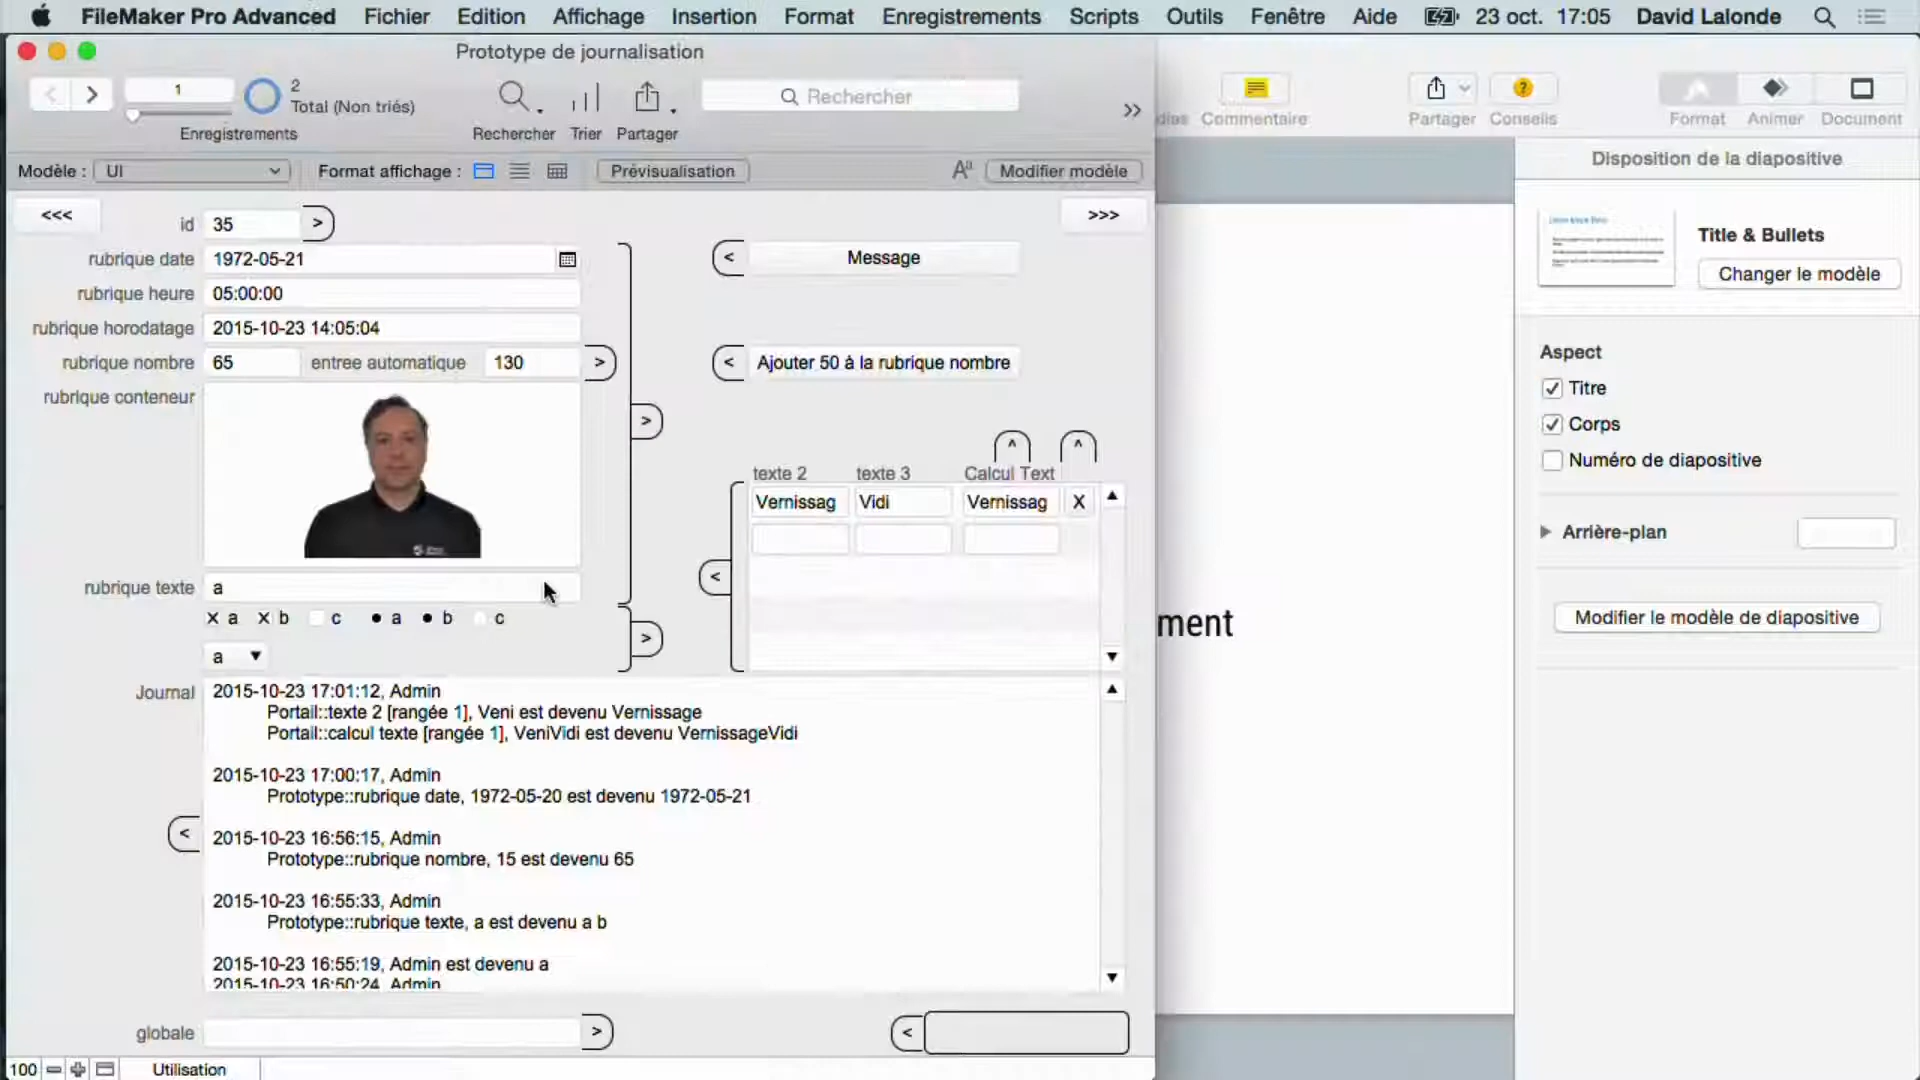 FileMaker Pro Advanced Fichier Edition Affichage Insertion Format Enregistrements Scripts Outils Fenêtre Aide 23 oct. 17:05 David Lalonde
Prototype de journalisation
1
2
Total (Non triés)
Enregistrements
Rechercher
Rechercher Trier Partager
Commentaire Partager Conseils Format Animer Document
Modèle : UI Format affichage : Prévisualisation Aa Modifier modèle
Disposition de la diapositive
Title & Bullets
Changer le modèle
<<< >>>
id 35 >
rubrique date 1972-05-21
< Message
rubrique heure 05:00:00
rubrique horodatage 2015-10-23 14:05:04
rubrique nombre 65 entree automatique 130 >
< Ajouter 50 à la rubrique nombre
rubrique conteneur
>
^ ^
texte 2 texte 3 Calcul Text
Vernissag Vidi Vernissag X
<
rubrique texte a
X a X b c • a • b c
>
a
Journal
2015-10-23 17:01:12, Admin
Portail::texte 2 [rangée 1], Veni est devenu Vernissage
Portail::calcul texte [rangée 1], VeniVidi est devenu VernissageVidi
2015-10-23 17:00:17, Admin
Prototype::rubrique date, 1972-05-20 est devenu 1972-05-21
<
2015-10-23 16:56:15, Admin
Prototype::rubrique nombre, 15 est devenu 65
2015-10-23 16:55:33, Admin
Prototype::rubrique texte, a est devenu a b
2015-10-23 16:55:19, Admin est devenu a
2015-10-23 16:50:24, Admin
globale > <
100 Utilisation
ment
Aspect
Titre
Corps
Numéro de diapositive
Arrière-plan
Modifier le modèle de diapositive